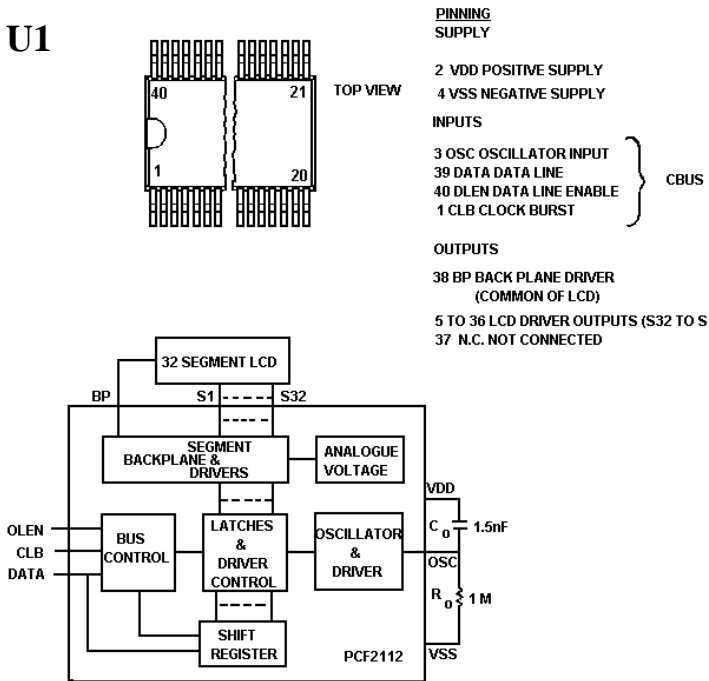 U1
40
21
1
20
TOP VIEW
PINNING
SUPPLY
2 VDD POSITIVE SUPPLY
4 VSS NEGATIVE SUPPLY
INPUTS
3 OSC OSCILLATOR INPUT
39 DATA DATA LINE
40 DLEN DATA LINE ENABLE
1 CLB CLOCK BURST
CBUS
OUTPUTS
38 BP BACK PLANE DRIVER
(COMMON OF LCD)
5 TO 36 LCD DRIVER OUTPUTS (S32 TO S
37 N.C. NOT CONNECTED
32 SEGMENT LCD
BP
S1
S32
SEGMENT
BACKPLANE &
DRIVERS
ANALOGUE
VOLTAGE
VDD
OLEN
CLB
DATA
BUS
CONTROL
LATCHES
&
DRIVER
CONTROL
OSCILLATOR
&
DRIVER
C O
1.5nF
OSC
R O
1 M
SHIFT
REGISTER
PCF2112
VSS